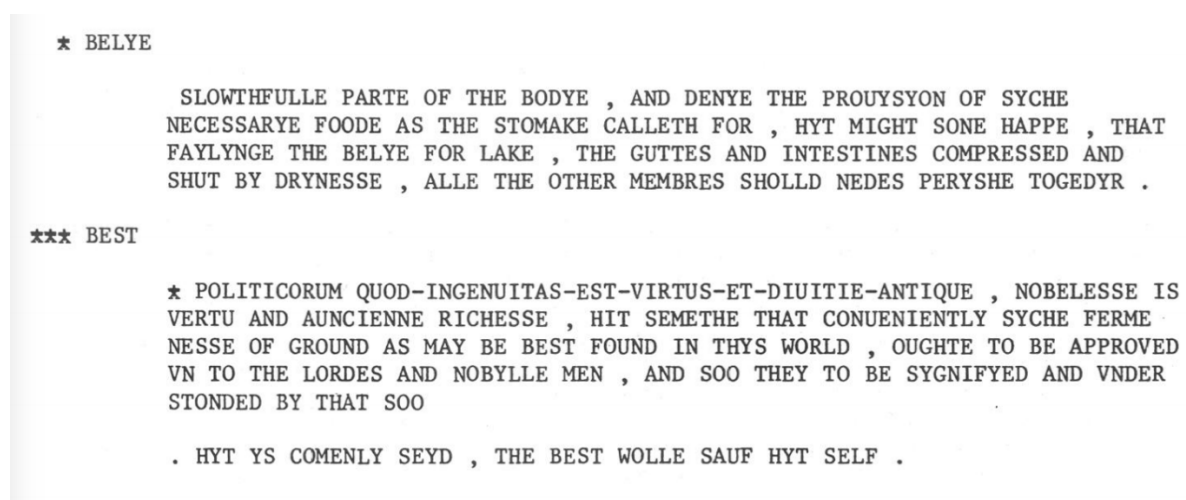 * BELYE
SLOWTHFULLE PARTE OF THE BODYE , AND DENYE THE PROUYSYON OF SYCHE
NECESSARYE FOODE AS THE STOMAKE CALLETH FOR , HYT MIGHT SONE HAPPE , THAT
FAYLYNGE THE BELYE FOR LAKE , THE GUTTES AND INTESTINES COMPRESSED AND
SHUT BY DRYNESSE , ALLE THE OTHER MEMBRES SHOLLD NEDES PERYSHE TOGEDYR .
*** BEST
* POLITICORUM QUOD-INGENUITAS-EST-VIRTUS-ET-DIUITIE-ANTIQUE , NOBELESSE IS
VERTU AND AUNCIENNE RICHESSE , HIT SEMETHE THAT CONUENIENTLY SYCHE FERME
NESSE OF GROUND AS MAY BE BEST FOUND IN THYS WORLD , OUGHTE TO BE APPROVED
VN TO THE LORDES AND NOBYLLE MEN , AND SOO THEY TO BE SYGNIFYED AND VNDER
STONDED BY THAT SOO
. HYT YS COMENLY SEYD , THE BEST WOLLE SAUF HYT SELF .